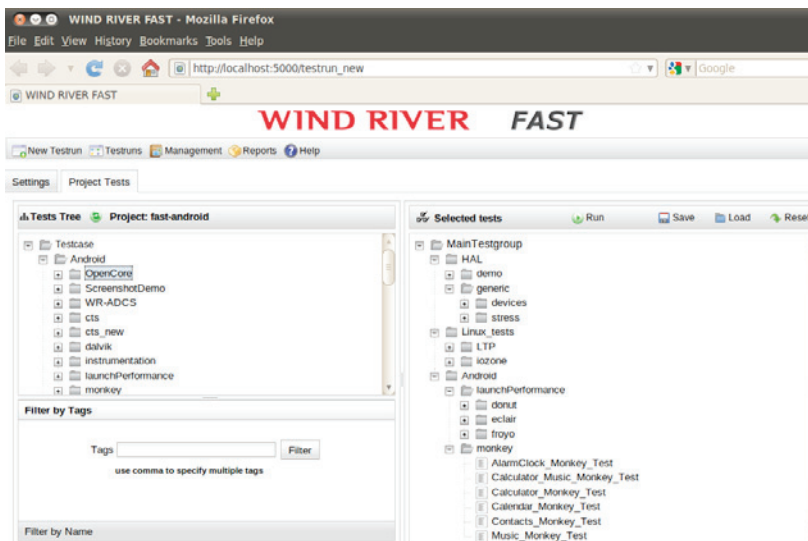 WIND RIVER FAST - Mozilla Firefox
File Edit View History Bookmarks Tools Help
http://localhost:5000/testrun_new
Google
WIND RIVER FAST
WIND RIVER FAST
New Testrun Testruns Management Reports Help
Settings Project Tests
Tests Tree Project: fast-android
Testcase
Android
OpenCore
ScreenshotDemo
WR-ADCS
cts
cts_new
dalvik
instrumentation
launchPerformance
monkey
Filter by Tags
Tags Filter
use comma to specify multiple tags
Filter by Name
Selected tests Run Save Load Rese
MainTestgroup
HAL
demo
generic
devices
stress
Linux_tests
LTP
iozone
Android
launchPerformance
donut
eclair
froyo
monkey
AlarmClock_Monkey_Test
Calculator_Music_Monkey_Test
Calculator_Monkey_Test
Calendar_Monkey_Test
Contacts_Monkey_Test
Music_Monkey_Test